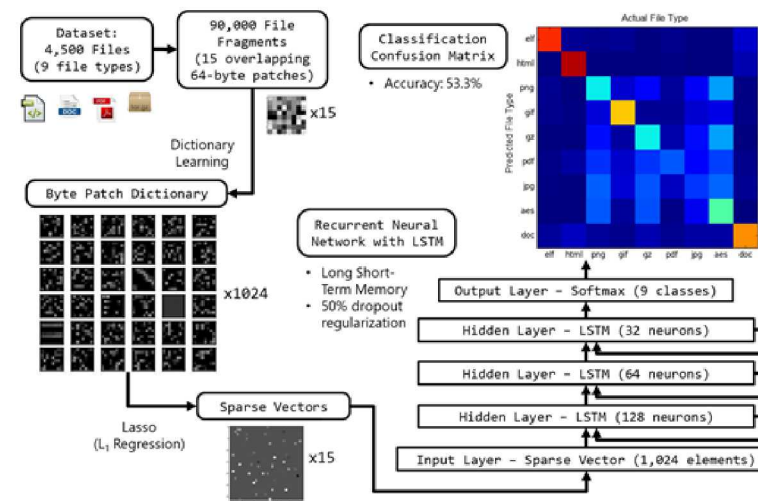 Dataset:
4,500 Files
(9 file types)
90,000 File
Fragments
(15 overlapping
64-byte patches)
Classification
Confusion Matrix
• Accuracy: 53.3%
Actual File Type
Predicted File Type
elf
html
png
gif
gz
pdf
jpg
aes
doc
elf html png gif gz pdf jpg aes doc
DOC
PDF
x15
Dictionary
Learning
Byte Patch Dictionary
x1024
Recurrent Neural
Network with LSTM
• Long Short-
Term Memory
• 50% dropout
regularization
Output Layer – Softmax (9 classes)
Hidden Layer – LSTM (32 neurons)
Hidden Layer – LSTM (64 neurons)
Hidden Layer – LSTM (128 neurons)
Input Layer – Sparse Vector (1,024 elements)
Lasso
(L₁ Regression)
Sparse Vectors
x15